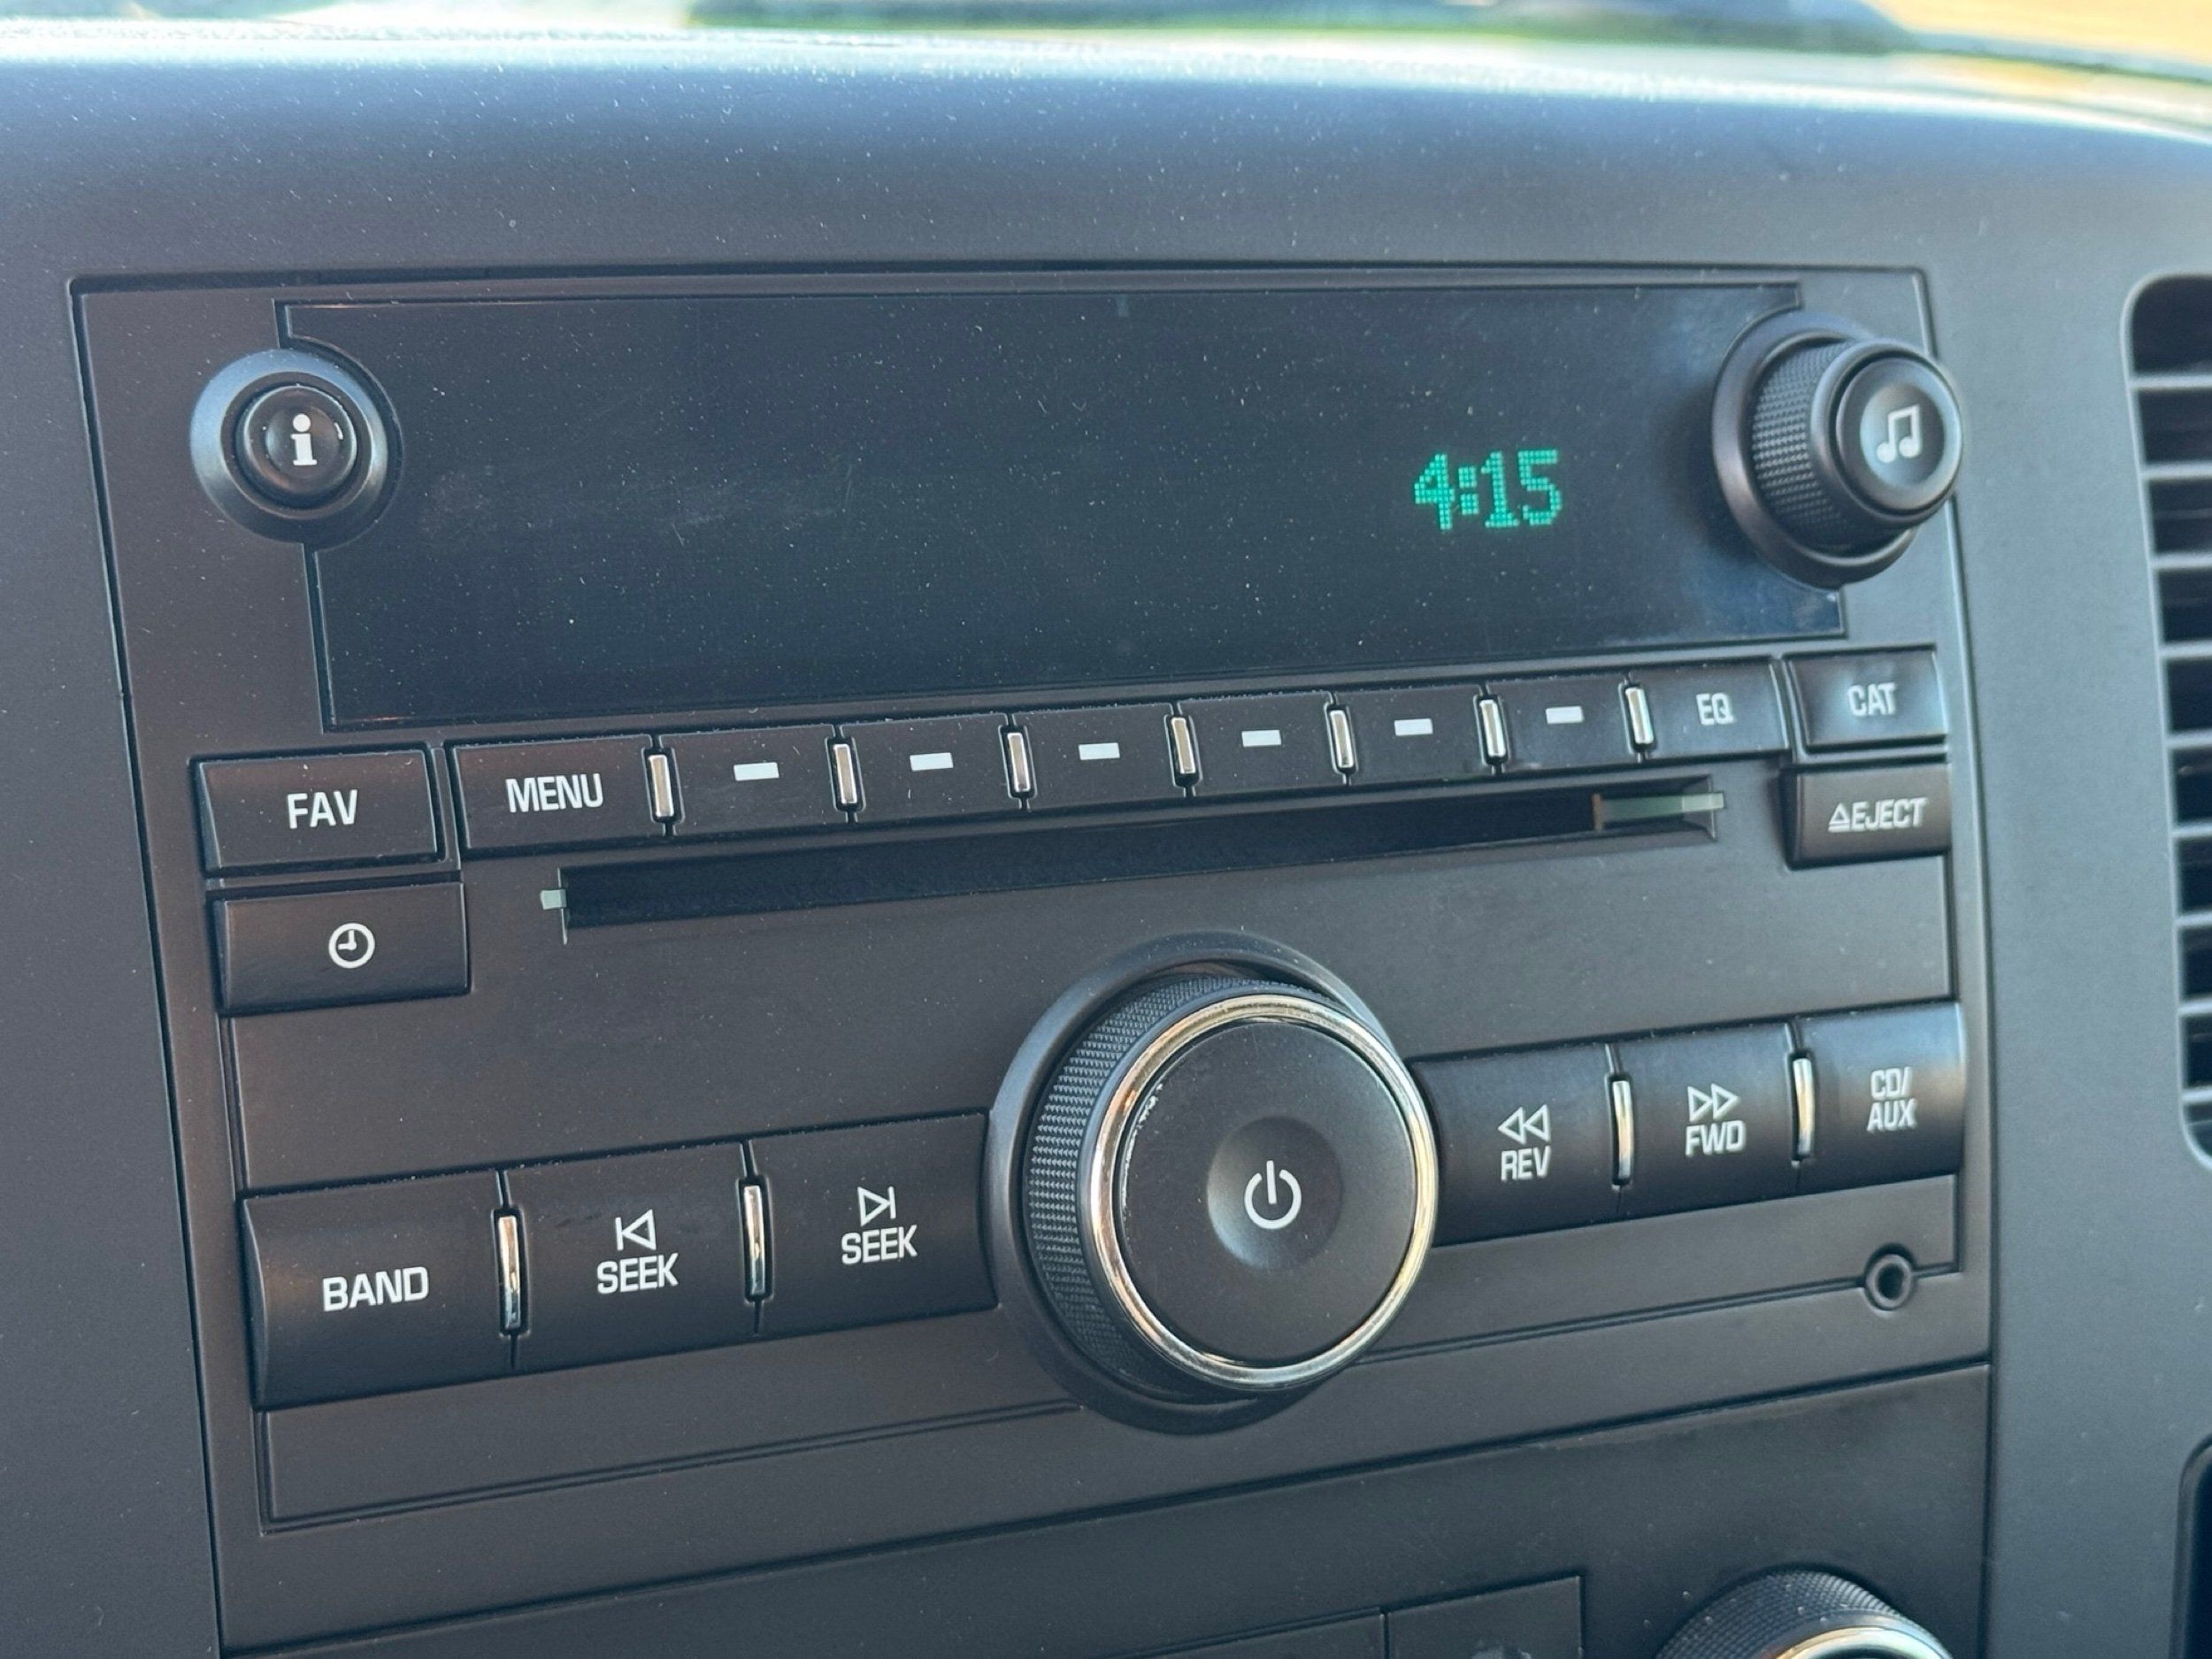 i
4:15
FAV
MENU
EQ
CAT
EJECT
BAND
SEEK
SEEK
REV
FWD
CD/
AUX